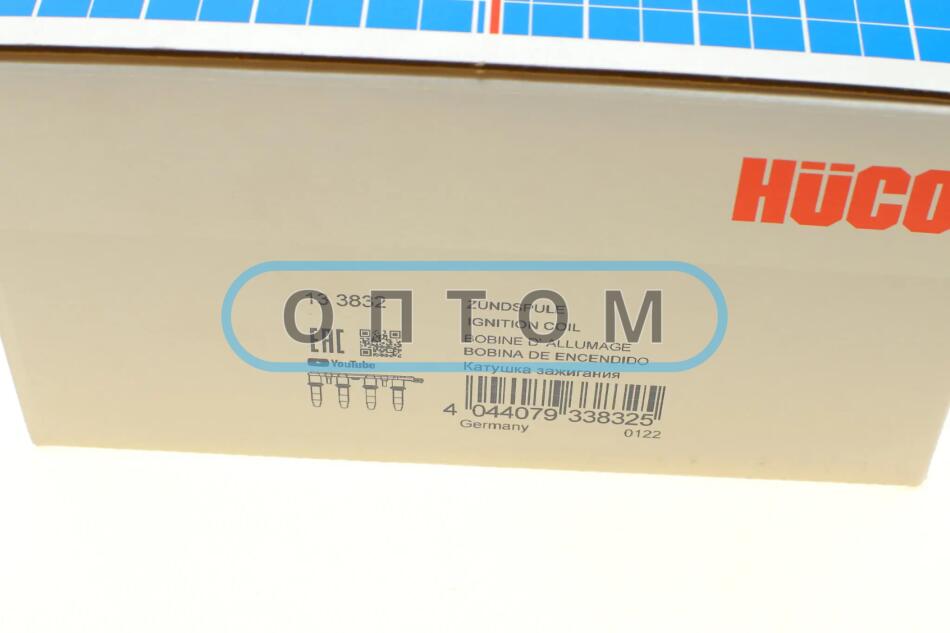 HÜCO
13 3832
ОПТОМ
EAC
YouTube
ZÜNDSPULE
IGNITION COIL
BOBINE D'ALLUMAGE
BOBINA DE ENCENDIDO
Катушка зажигания
4 044079 338325
Germany
0122